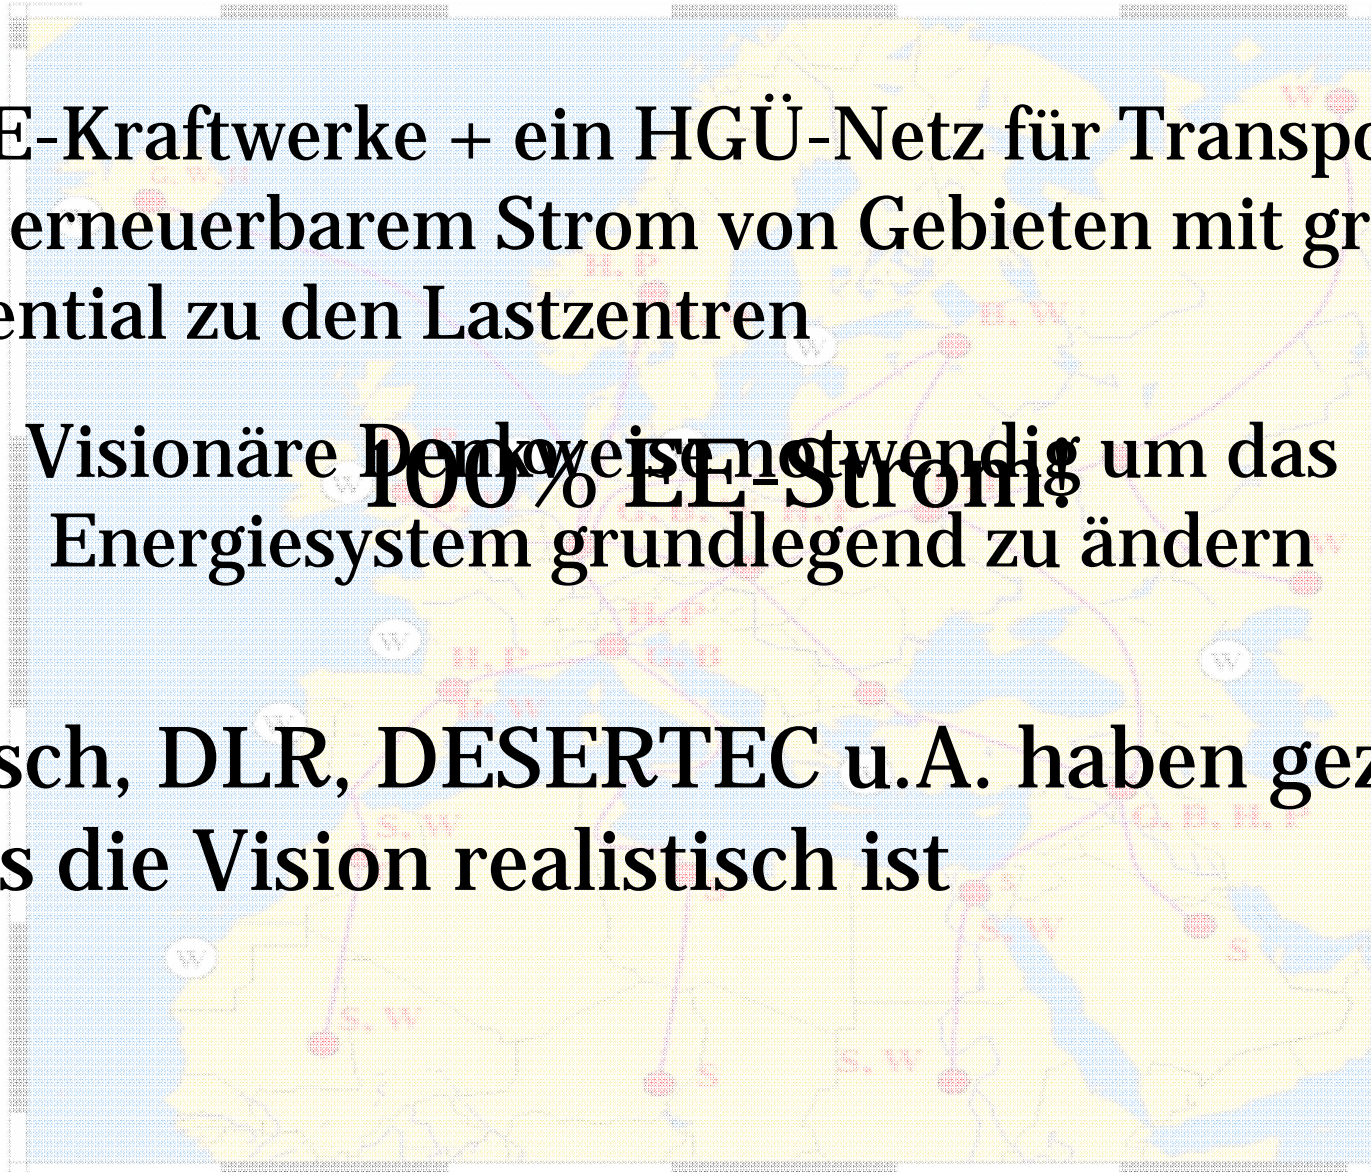 E-Kraftwerke + ein HGÜ-Netz für Transpo
erneuerbarem Strom von Gebieten mit gr
ential zu den Lastzentren
Visionäre Denkweise notwendig um das
100% EE-Strom!
Energiesystem grundlegend zu ändern
sch, DLR, DESERTEC u.A. haben gez
s die Vision realistisch ist
W
G. W. H
H. P
H. W
W
W
W
H. P
W
H. P
G. B
W
B. W
W
W
S. W
G. B. H. P
S
S
S. W
S
W
S. W
S. W
S